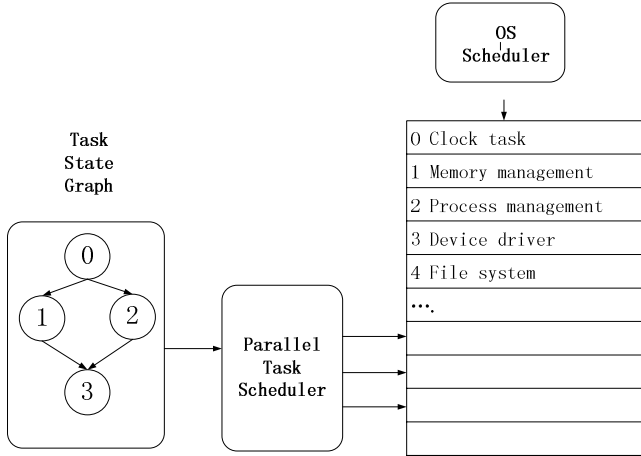 OS
Scheduler
Task
State
Graph
0 Clock task
1 Memory management
2 Process management
3 Device driver
4 File system
….
0
1
2
3
Parallel
Task
Scheduler